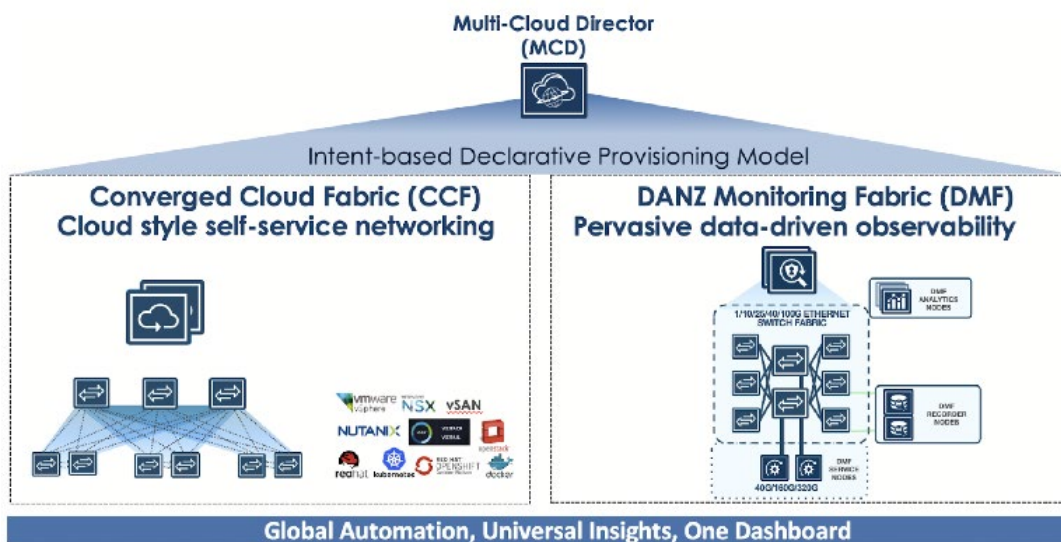 Multi-Cloud Director
(MCD)
Intent-based Declarative Provisioning Model
Converged Cloud Fabric (CCF)
Cloud style self-service networking
vmware
vSphere
NSX
vSAN
NUTANIX
openstack
redhat
kubernetes
RED HAT
OPENSHIFT
docker
DANZ Monitoring Fabric (DMF)
Pervasive data-driven observability
DMF
ANALYTICS
NODES
1/10/25/40/100G ETHERNET
SWITCH FABRIC
DMF
RECORDER
NODES
DMF
SERVICE
NODES
40G/160G/320G
Global Automation, Universal Insights, One Dashboard